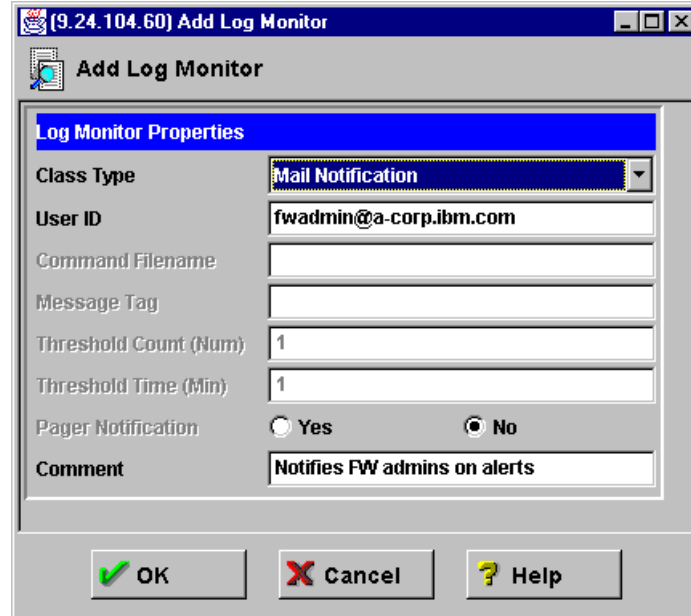 (9.24.104.60) Add Log Monitor
Add Log Monitor
Log Monitor Properties
Class Type Mail Notification
User ID fwadmin@a-corp.ibm.com
Command Filename
Message Tag
Threshold Count (Num) 1
Threshold Time (Min) 1
Pager Notification Yes No
Comment Notifies FW admins on alerts
OK Cancel Help